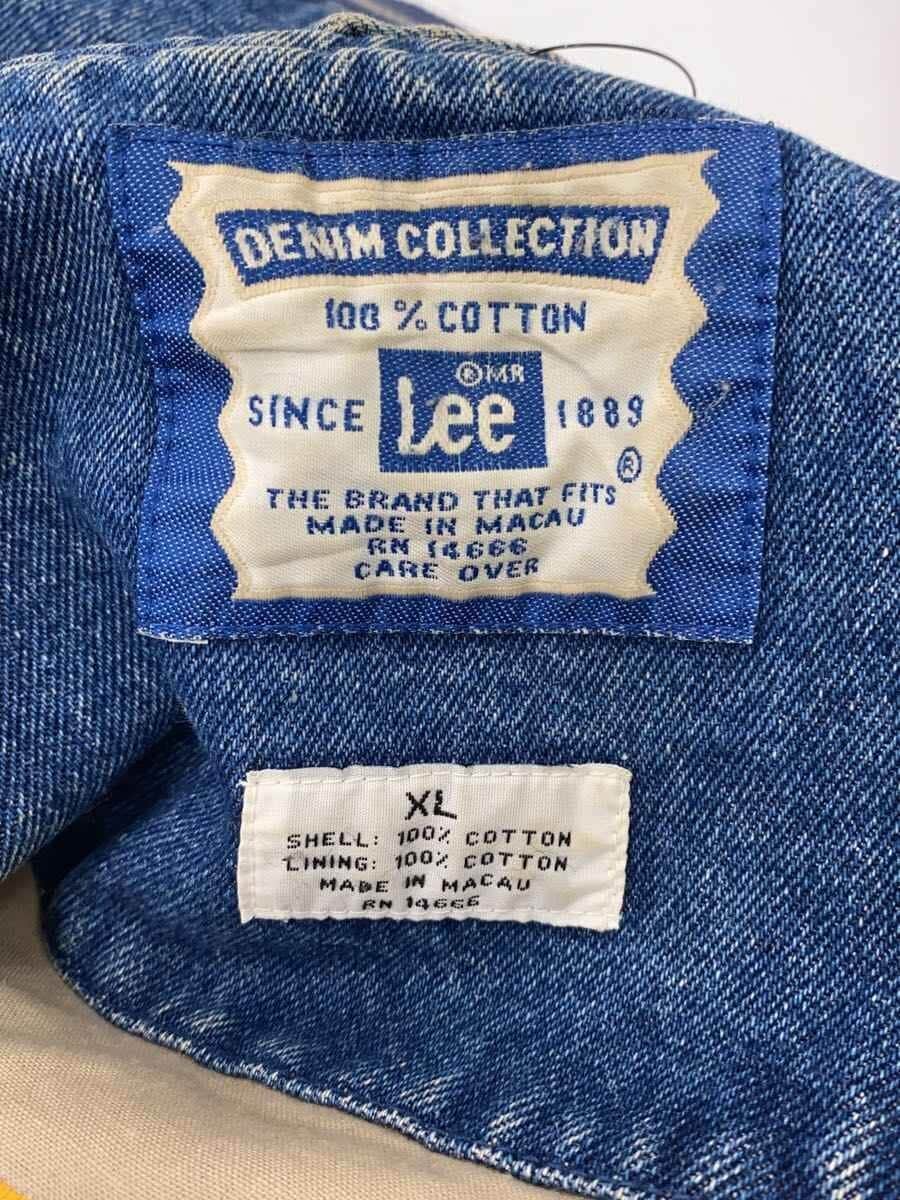 DENIM COLLECTION
100 % COTTON
®MR
SINCE Lee 1889
®
THE BRAND THAT FITS
MADE IN MACAU
RN 14666
CARE OVER
XL
SHELL: 100% COTTON
LINING: 100% COTTON
MADE IN MACAU
RN 14666